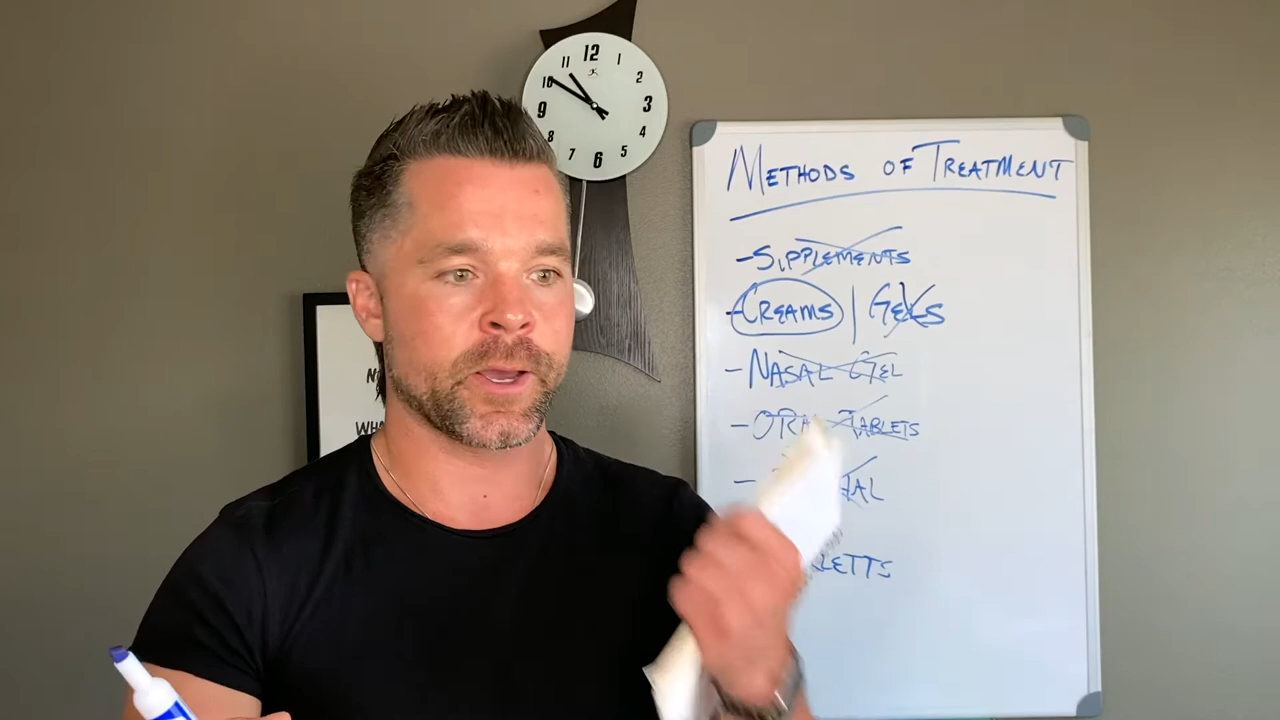 12
11
1
10
2
9
3
8
4
7
5
6
METHODS OF TREATMENT
-SUPPLEMENTS
-CREAMS | GELS
-NASAL GEL
-ORAL TABLETS
-